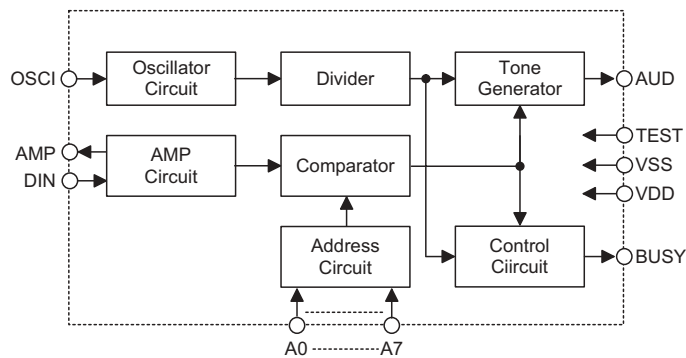 OSCI
Oscillator
Circuit
Divider
Tone
Generator
AUD
AMP
DIN
AMP
Circuit
Comparator
TEST
VSS
VDD
Address
Circuit
Control
Ciircuit
BUSY
A0
A7